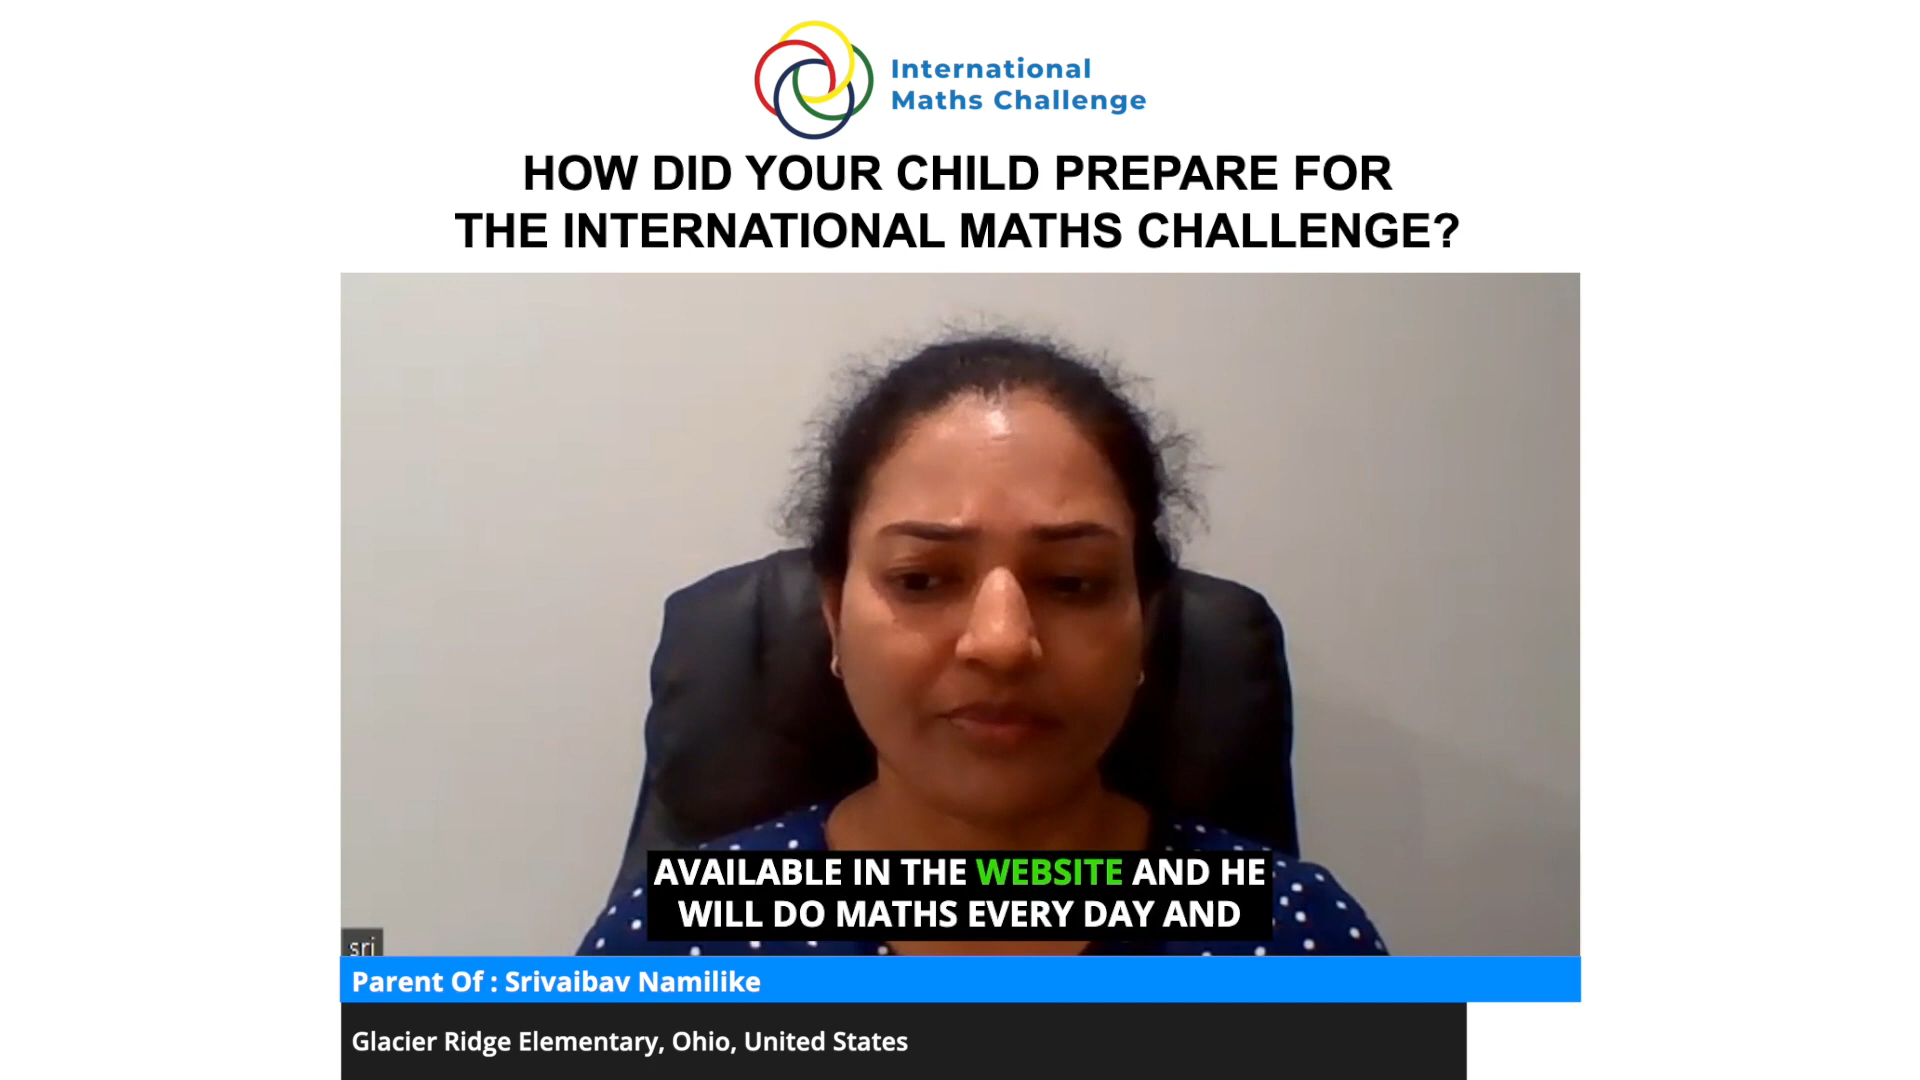 International
Maths Challenge
HOW DID YOUR CHILD PREPARE FOR
THE INTERNATIONAL MATHS CHALLENGE?
AVAILABLE IN THE WEBSITE AND HE
WILL DO MATHS EVERY DAY AND
sri
Parent Of : Srivaibav Namilike
Glacier Ridge Elementary, Ohio, United States